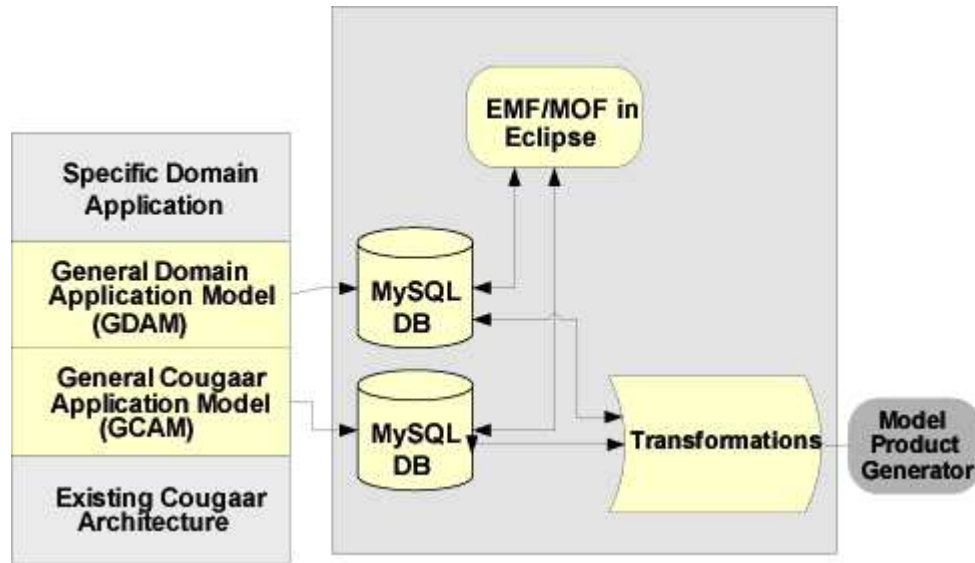 EMF/MOF in
Eclipse
Specific Domain
Application
General Domain
Application Model
(GDAM)
General Cougaar
Application Model
(GCAM)
Existing Cougaar
Architecture
MySQL
DB
MySQL
DB
Transformations
Model
Product
Generator